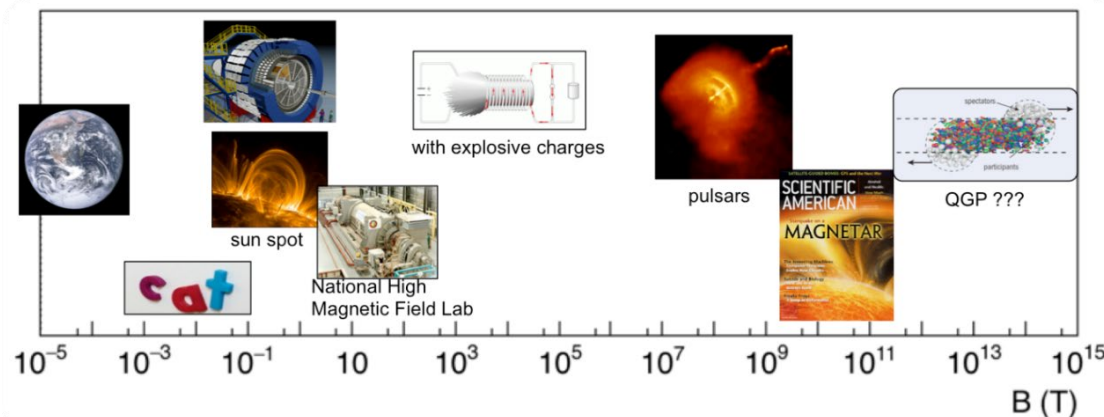 with explosive charges
spectators
participants
sun spot
pulsars
SCIENTIFIC
AMERICAN
MAGNETAR
QGP ???
cat
National High
Magnetic Field Lab
10⁻⁵ 10⁻³ 10⁻¹ 10 10³ 10⁵ 10⁷ 10⁹ 10¹¹ 10¹³ 10¹⁵
B (T)